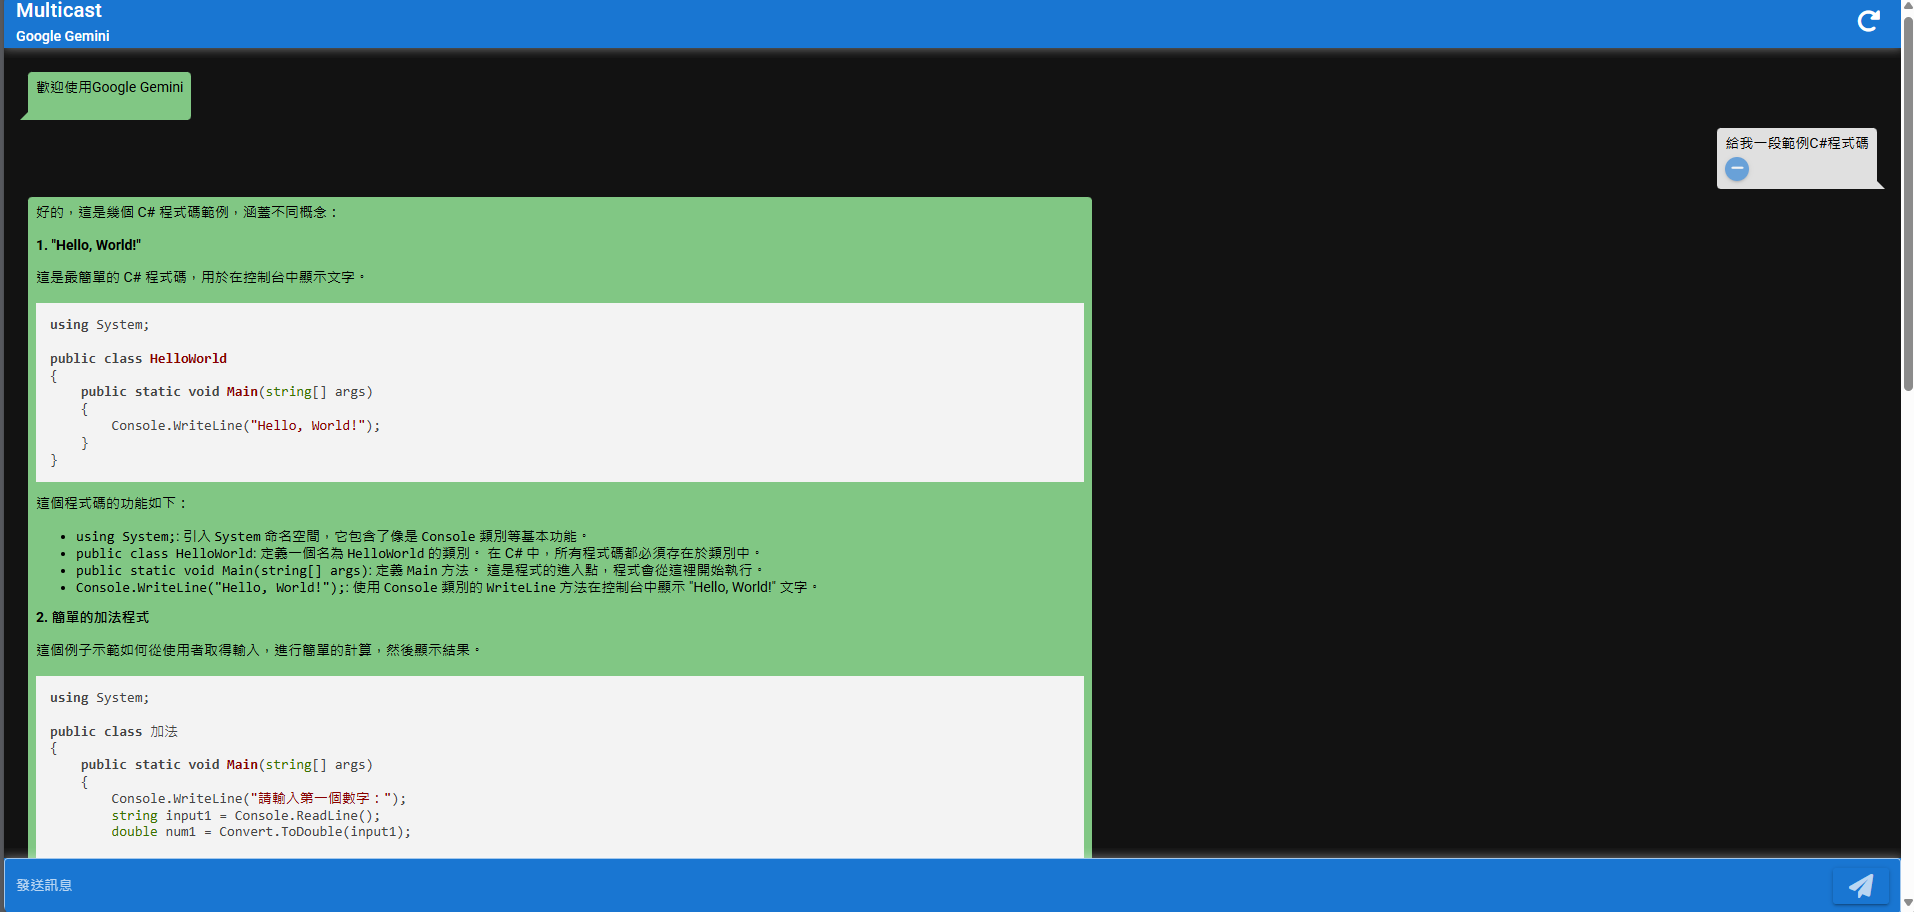 Multicast
Google Gemini
歡迎使用Google Gemini
給我一段範例C#程式碼
好的，這是幾個 C# 程式碼範例，涵蓋不同概念：
1. "Hello, World!"
這是最簡單的 C# 程式碼，用於在控制台中顯示文字。
using System;
public class HelloWorld
{
    public static void Main(string[] args)
    {
        Console.WriteLine("Hello, World!");
    }
}
這個程式碼的功能如下：
• using System;: 引入 System 命名空間，它包含了像是 Console 類別等基本功能。
• public class HelloWorld: 定義一個名為 HelloWorld 的類別。 在 C# 中，所有程式碼都必須存在於類別中。
• public static void Main(string[] args): 定義 Main 方法。 這是程式的進入點，程式會從這裡開始執行。
• Console.WriteLine("Hello, World!");: 使用 Console 類別的 WriteLine 方法在控制台中顯示 "Hello, World!" 文字。
2. 簡單的加法程式
這個例子示範如何從使用者取得輸入，進行簡單的計算，然後顯示結果。
using System;
public class 加法
{
    public static void Main(string[] args)
    {
        Console.WriteLine("請輸入第一個數字：");
        string input1 = Console.ReadLine();
        double num1 = Convert.ToDouble(input1);
發送訊息